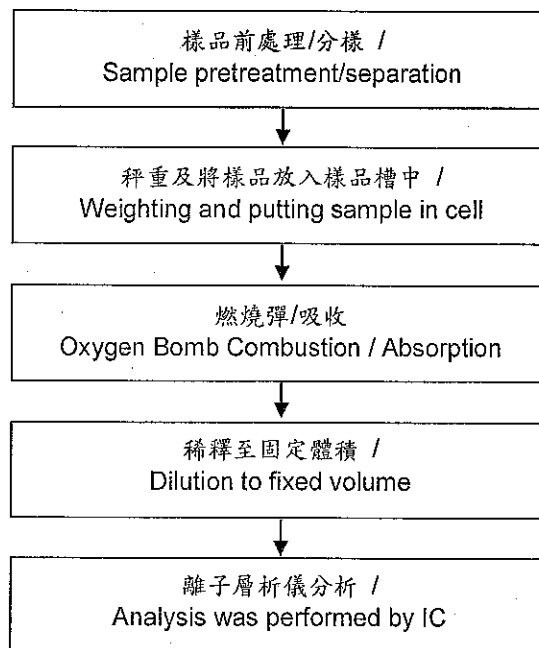 樣品前處理/分樣 /
Sample pretreatment/separation
秤重及將樣品放入樣品槽中 /
Weighting and putting sample in cell
燃燒彈/吸收
Oxygen Bomb Combustion / Absorption
稀釋至固定體積 /
Dilution to fixed volume
離子層析儀分析 /
Analysis was performed by IC